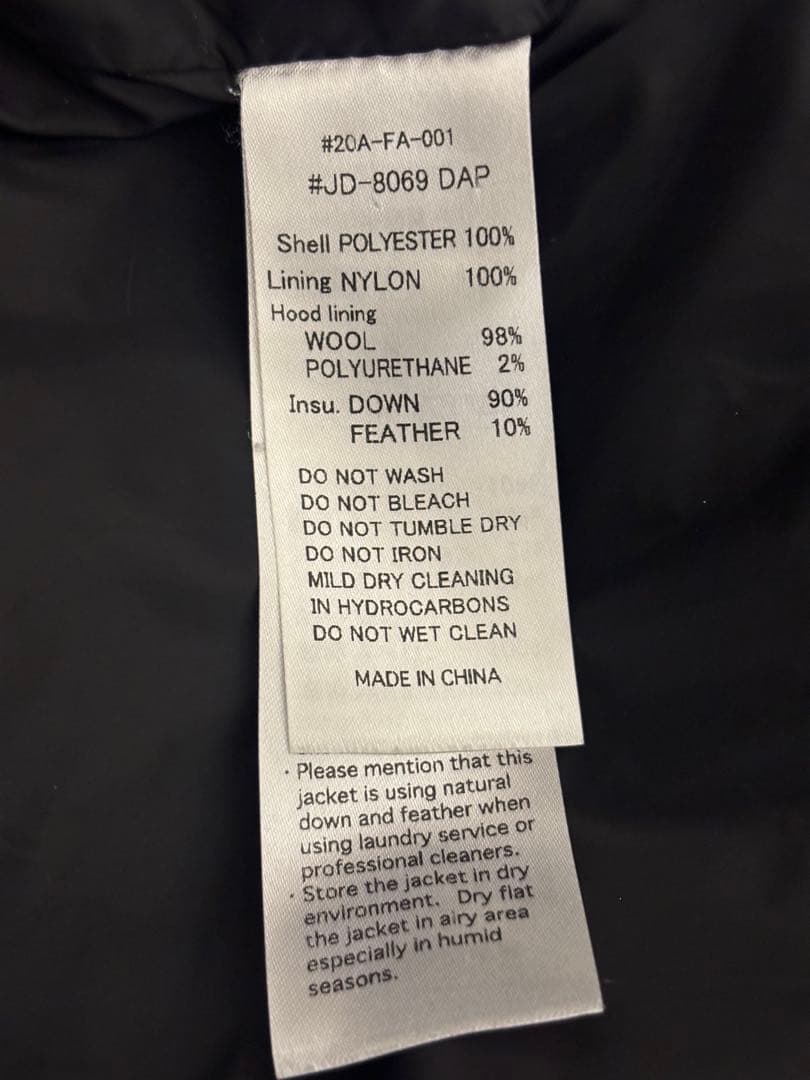 #20A-FA-001
#JD-8069 DAP
Shell POLYESTER 100%
Lining NYLON 100%
Hood lining
WOOL 98%
POLYURETHANE 2%
Insu. DOWN 90%
FEATHER 10%
DO NOT WASH
DO NOT BLEACH
DO NOT TUMBLE DRY
DO NOT IRON
MILD DRY CLEANING
IN HYDROCARBONS
DO NOT WET CLEAN
MADE IN CHINA
· Please mention that this
jacket is using natural
down and feather when
using laundry service or
professional cleaners.
· Store the jacket in dry
environment. Dry flat
the jacket in airy area
especially in humid
seasons.